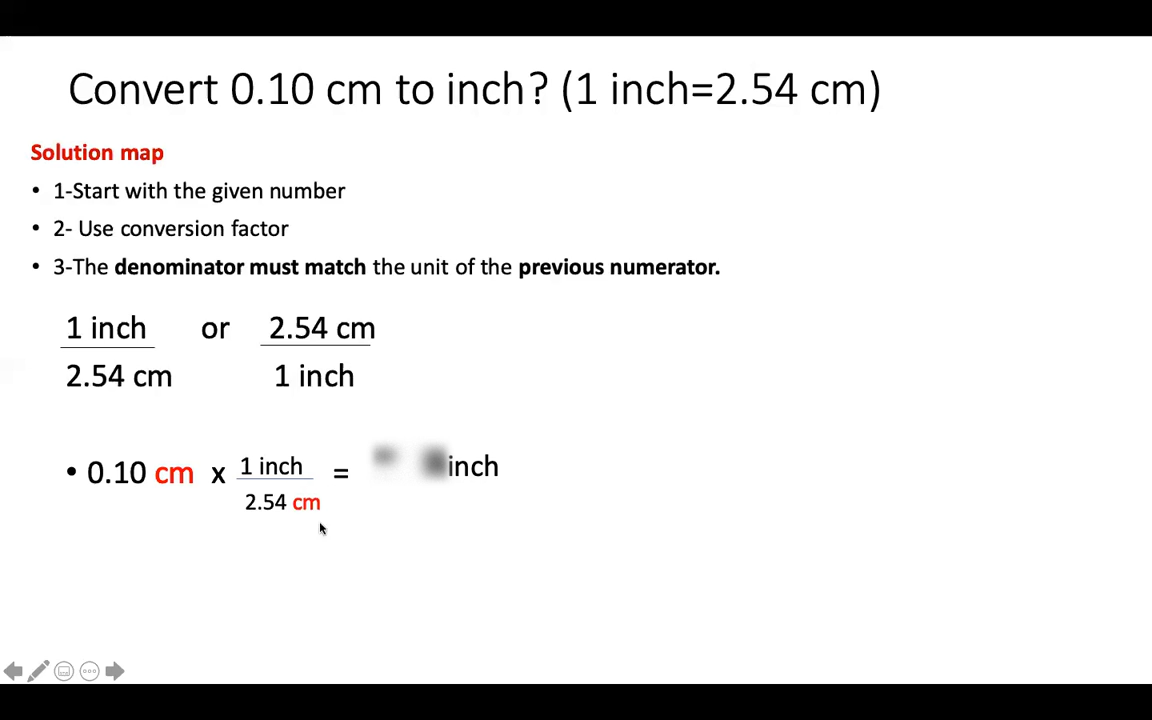 Convert 0.10 cm to inch? (1 inch=2.54 cm)
Solution map
• 1-Start with the given number
• 2- Use conversion factor
• 3-The denominator must match the unit of the previous numerator.
1 inch or 2.54 cm
2.54 cm 1 inch
• 0.10 cm x 1 inch = inch
2.54 cm